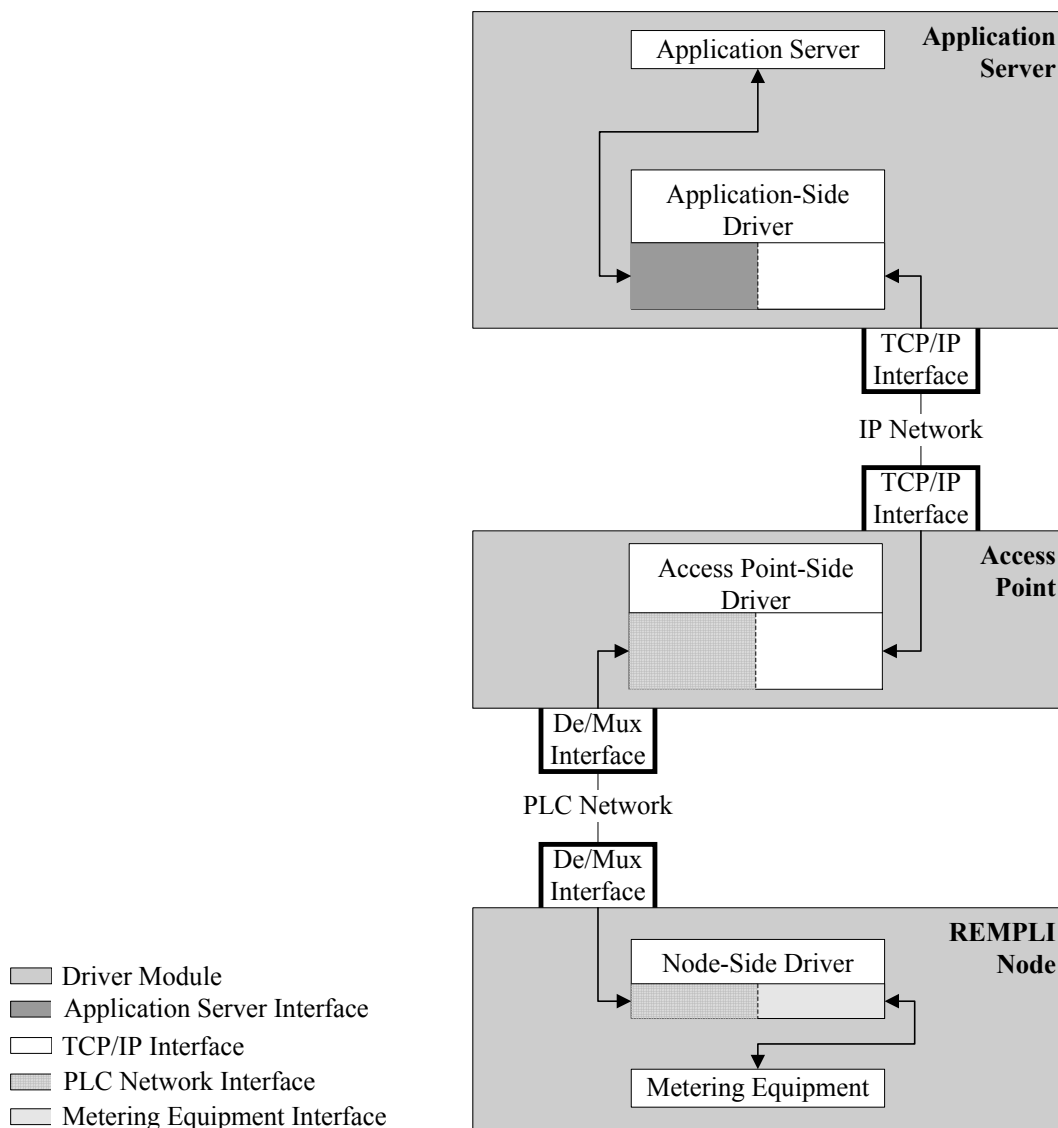 Application
Server
Application Server
Application-Side
Driver
TCP/IP
Interface
IP Network
TCP/IP
Interface
Access
Point
Access Point-Side
Driver
De/Mux
Interface
PLC Network
De/Mux
Interface
REMPLI
Node
Node-Side Driver
Metering Equipment
Driver Module
Application Server Interface
TCP/IP Interface
PLC Network Interface
Metering Equipment Interface